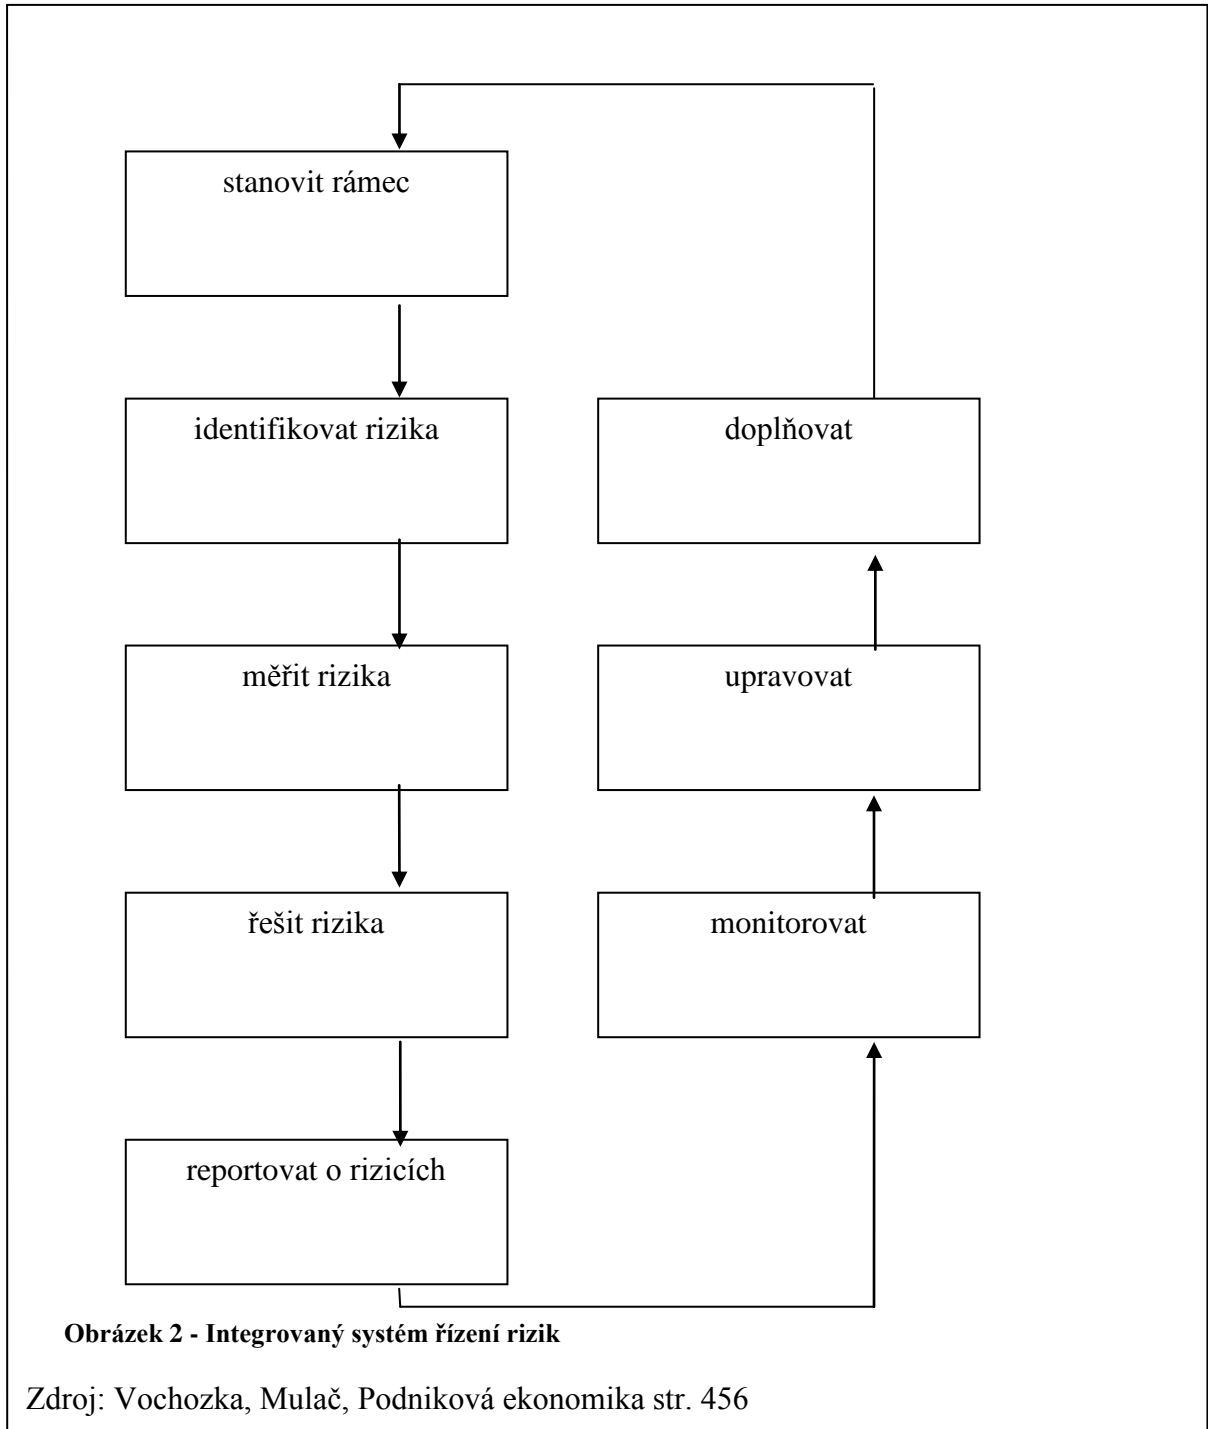 stanovit rámec
identifikovat rizika
doplňovat
měřit rizika
upravovat
řešit rizika
monitorovat
reportovat o rizicích
Obrázek 2 - Integrovaný systém řízení rizik
Zdroj: Vochozka, Mulač, Podniková ekonomika str. 456